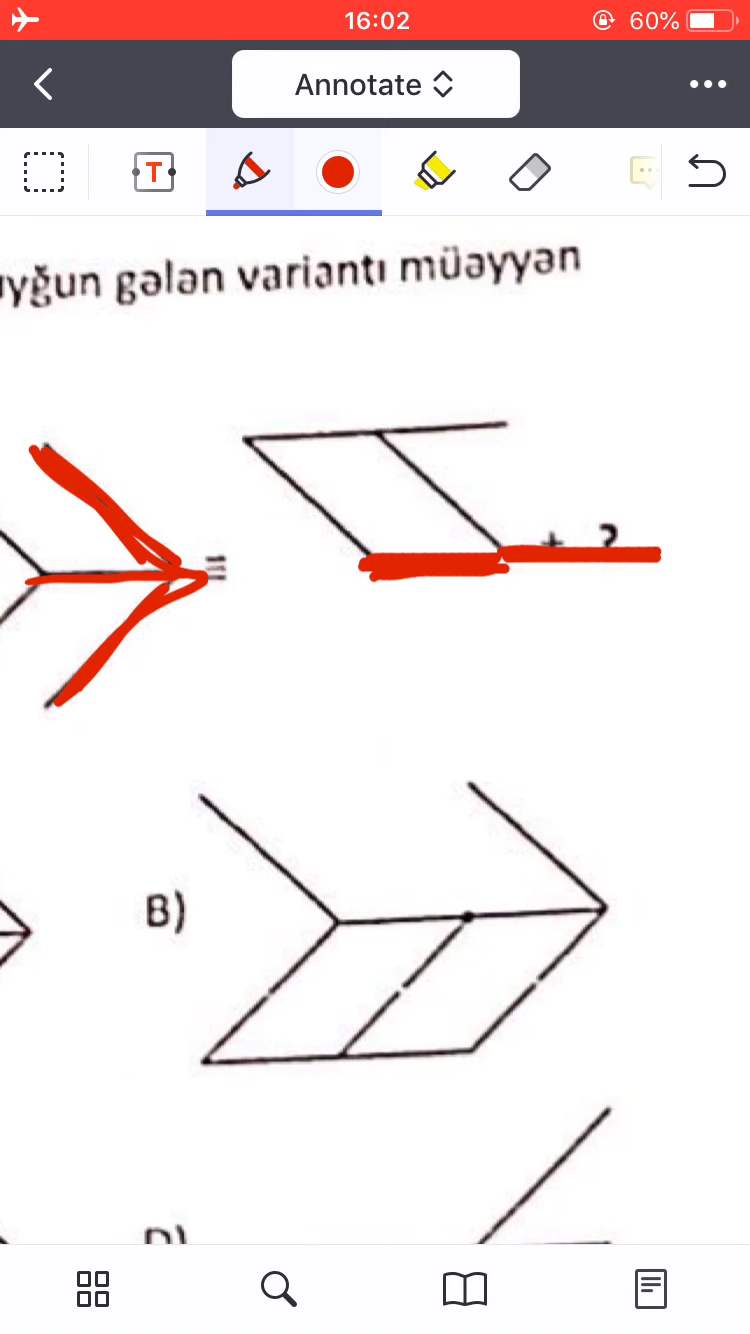 16:02
60%
Annotate
T
yğun gələn variantı müəyyən
≡
+ ?
B)